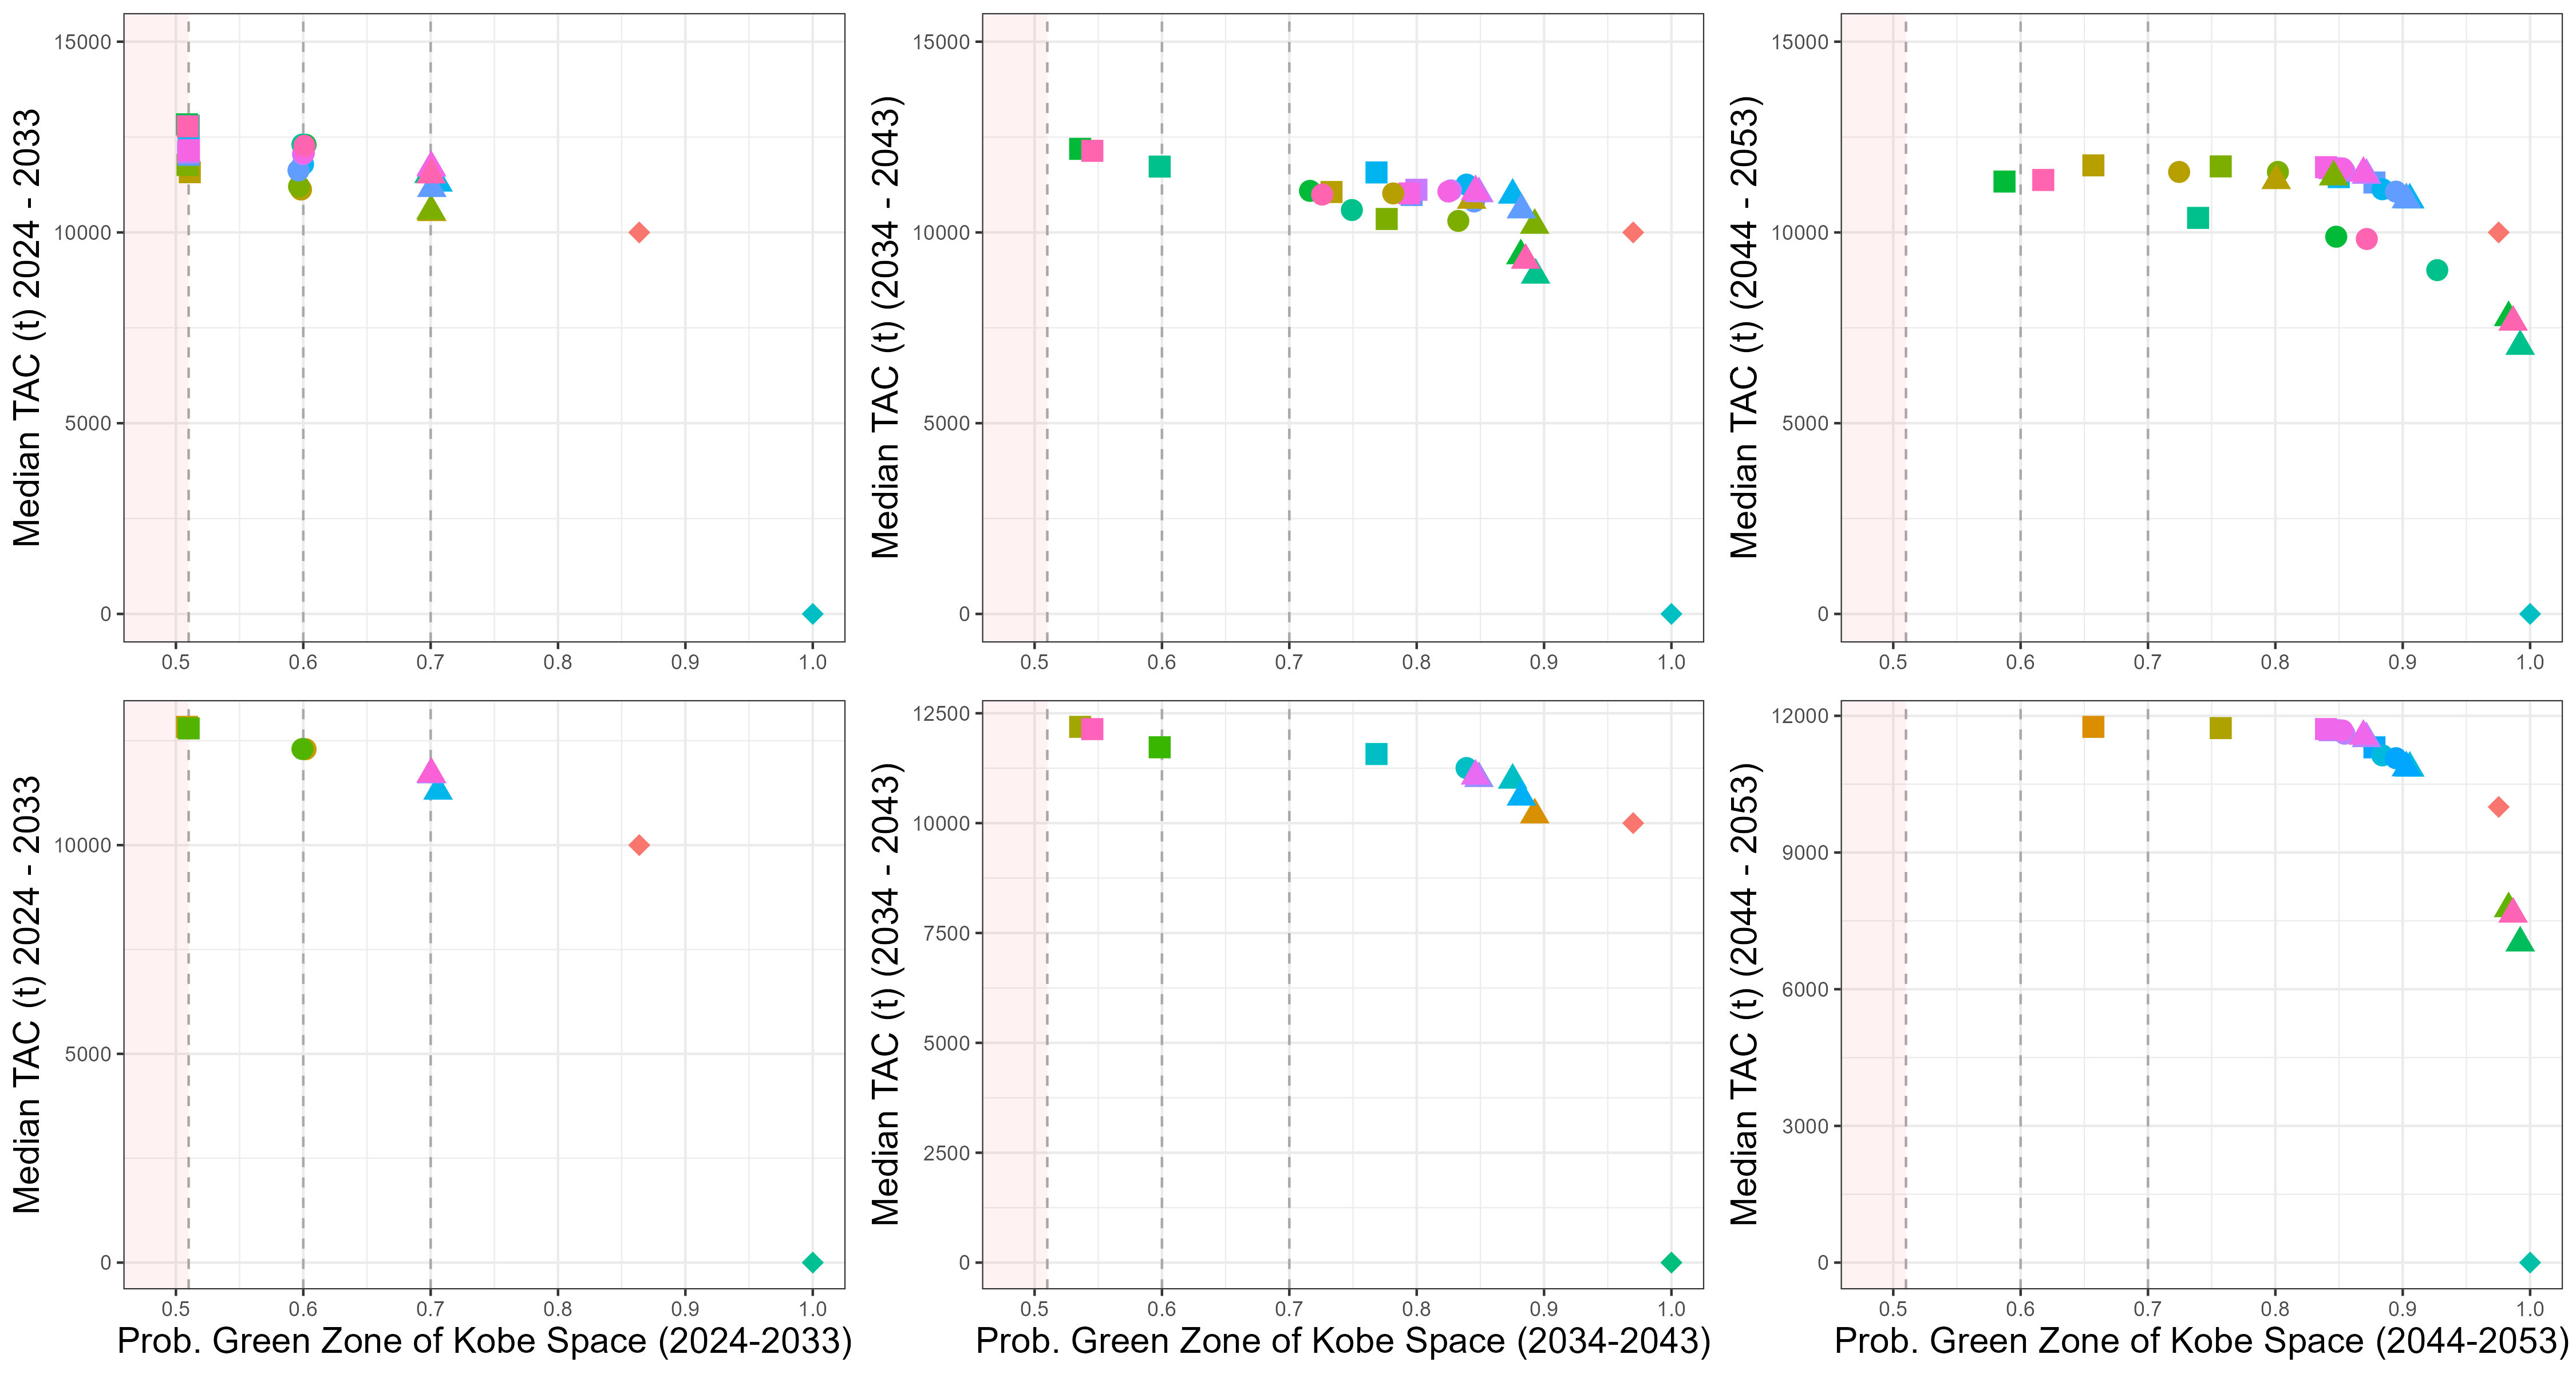 Median TAC (t) 2024 - 2033
15000
10000
5000
0
0.5 0.6 0.7 0.8 0.9 1.0
Median TAC (t) (2034 - 2043)
15000
10000
5000
0
0.5 0.6 0.7 0.8 0.9 1.0
Median TAC (t) (2044 - 2053)
15000
10000
5000
0
0.5 0.6 0.7 0.8 0.9 1.0
Median TAC (t) 2024 - 2033
10000
5000
0
0.5 0.6 0.7 0.8 0.9 1.0
Prob. Green Zone of Kobe Space (2024-2033)
Median TAC (t) (2034 - 2043)
12500
10000
7500
5000
2500
0
0.5 0.6 0.7 0.8 0.9 1.0
Prob. Green Zone of Kobe Space (2034-2043)
Median TAC (t) (2044 - 2053)
12000
9000
6000
3000
0
0.5 0.6 0.7 0.8 0.9 1.0
Prob. Green Zone of Kobe Space (2044-2053)